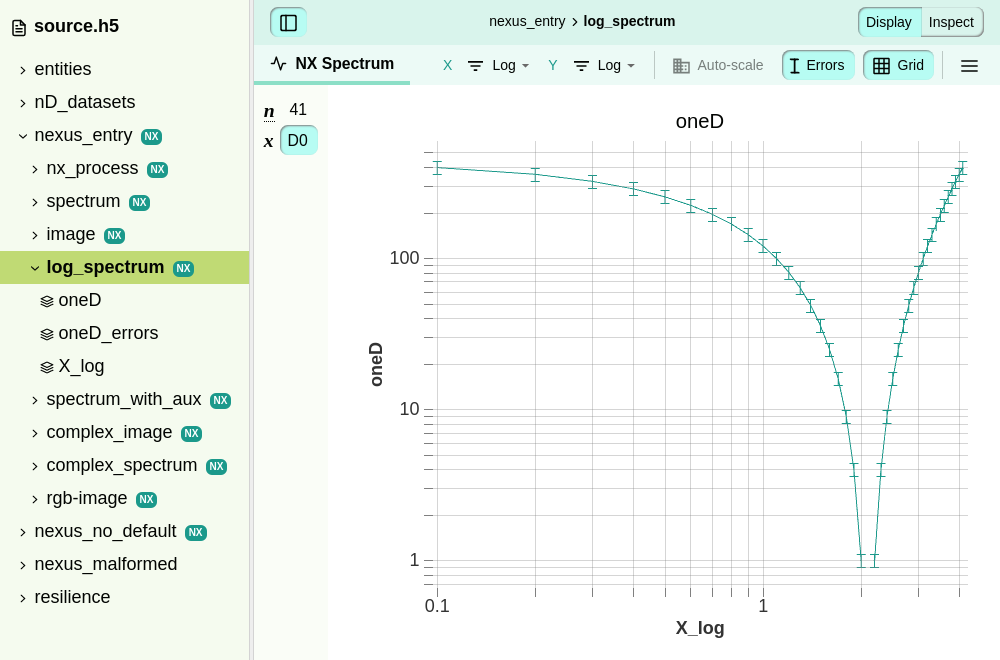 source.h5
entities
nD_datasets
nexus_entry NX
nx_process NX
spectrum NX
image NX
log_spectrum NX
oneD
oneD_errors
X_log
spectrum_with_aux NX
complex_image NX
complex_spectrum NX
rgb-image NX
nexus_no_default NX
nexus_malformed
resilience
nexus_entry > log_spectrum
Display Inspect
NX Spectrum X Log Y Log Auto-scale Errors Grid
n 41
x D0
oneD
100
10
1
oneD
0.1 1
X_log